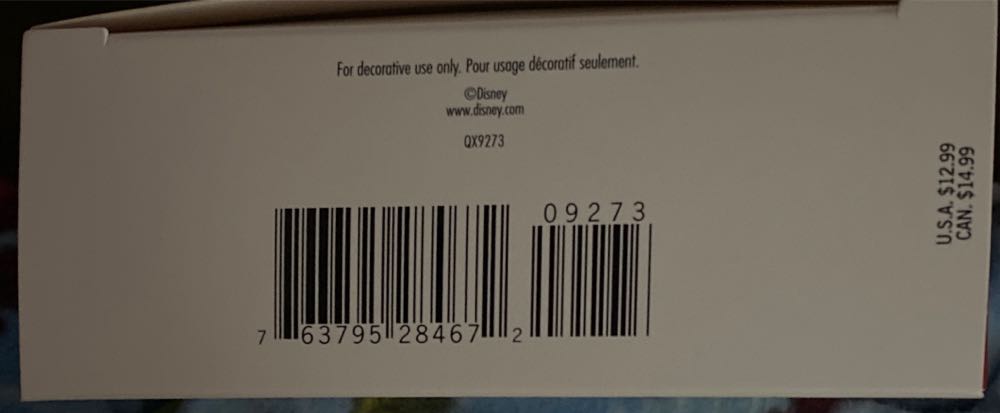 For decorative use only. Pour usage décoratif seulement.
©Disney
www.disney.com
QX9273
09273
7 63795 28467 2
U.S.A. $12.99
CAN. $14.99